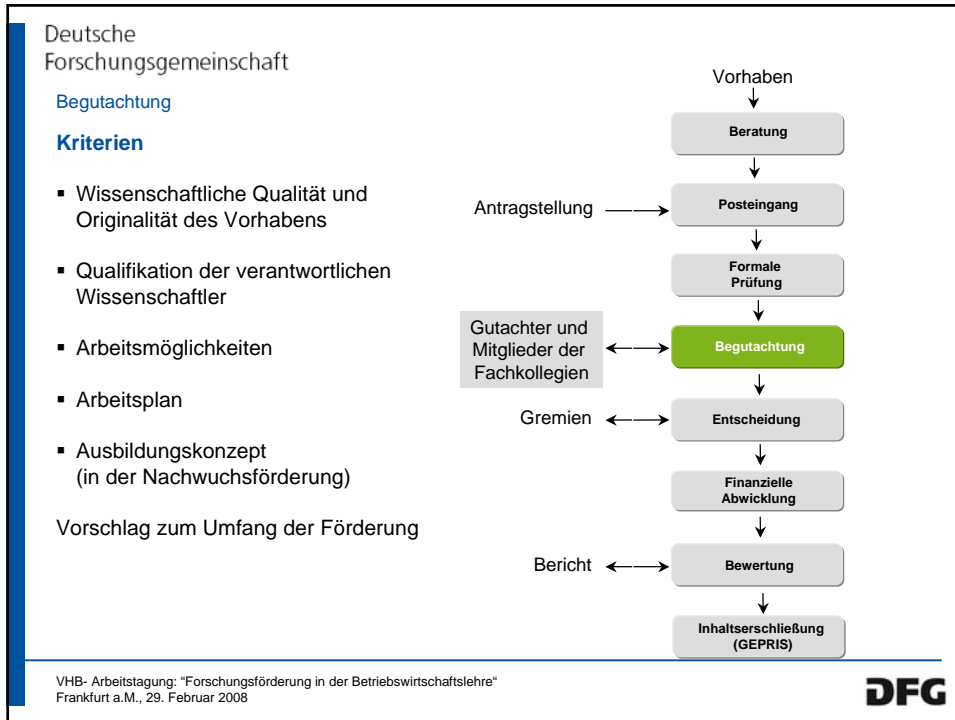 Deutsche
Forschungsgemeinschaft
Begutachtung
Kriterien
▪ Wissenschaftliche Qualität und
Originalität des Vorhabens
▪ Qualifikation der verantwortlichen
Wissenschaftler
▪ Arbeitsmöglichkeiten
▪ Arbeitsplan
▪ Ausbildungskonzept
(in der Nachwuchsförderung)
Vorschlag zum Umfang der Förderung
Vorhaben
Beratung
Antragstellung
Posteingang
Formale
Prüfung
Gutachter und
Mitglieder der
Fachkollegien
Begutachtung
Gremien
Entscheidung
Finanzielle
Abwicklung
Bericht
Bewertung
Inhaltserschließung
(GEPRIS)
VHB- Arbeitstagung: “Forschungsförderung in der Betriebswirtschaftslehre“
Frankfurt a.M., 29. Februar 2008
DFG